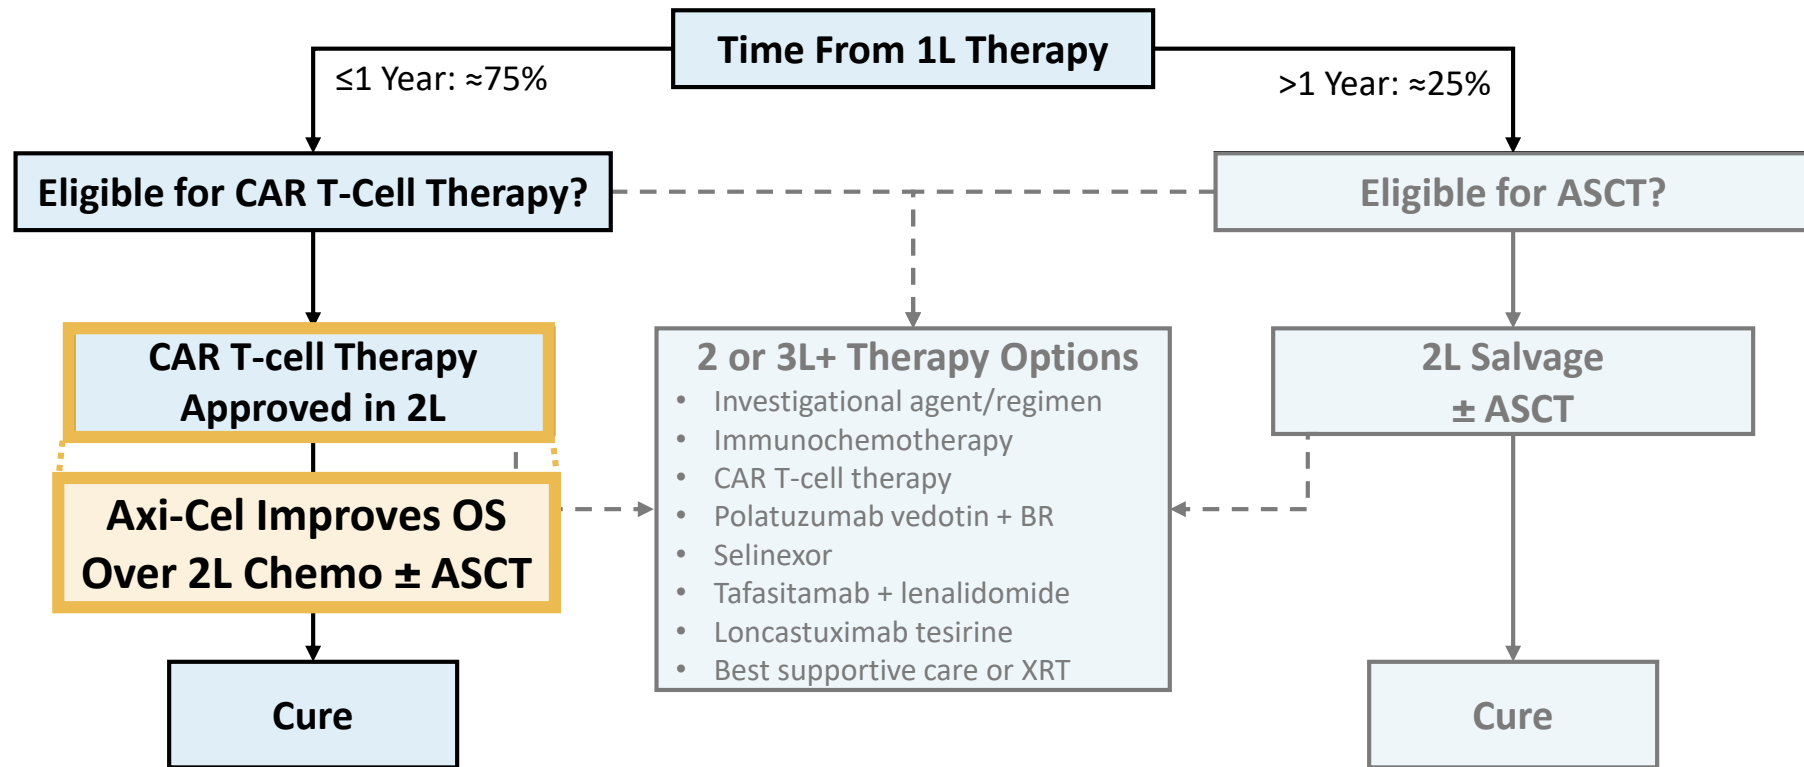 Time From 1L Therapy
≤1 Year: ≈75%
>1 Year: ≈25%
Eligible for CAR T-Cell Therapy?
Eligible for ASCT?
CAR T-cell Therapy
Approved in 2L
Axi-Cel Improves OS
Over 2L Chemo ± ASCT
Cure
2 or 3L+ Therapy Options
• Investigational agent/regimen
• Immunochemotherapy
• CAR T-cell therapy
• Polatuzumab vedotin + BR
• Selinexor
• Tafasitamab + lenalidomide
• Loncastuximab tesirine
• Best supportive care or XRT
2L Salvage
± ASCT
Cure